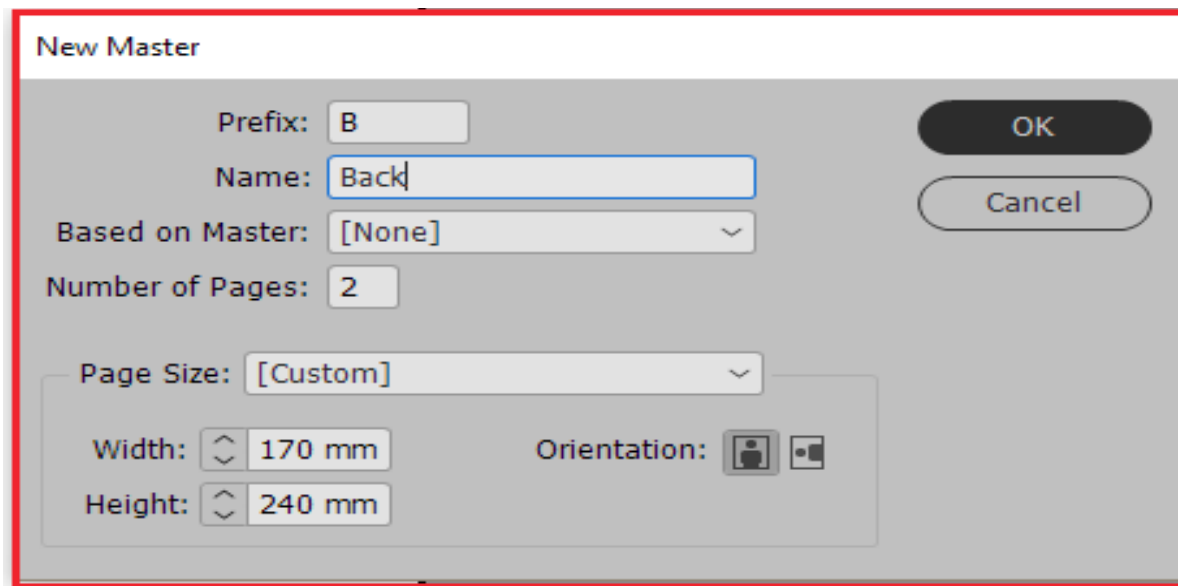 New Master
Prefix: B
OK
Name: Back
Cancel
Based on Master: [None]
Number of Pages: 2
Page Size: [Custom]
Width: 170 mm
Orientation:
Height: 240 mm